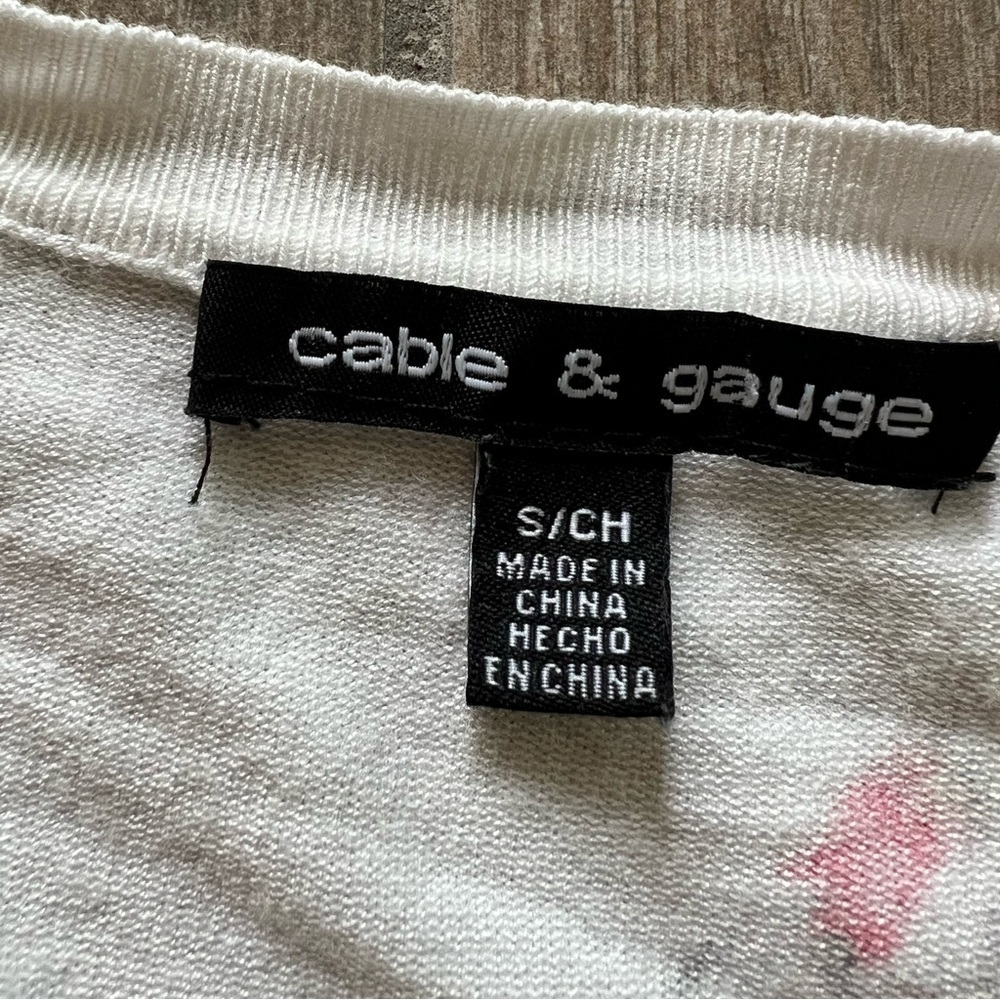 cable & gauge
S/CH
MADE IN
CHINA
HECHO
EN CHINA